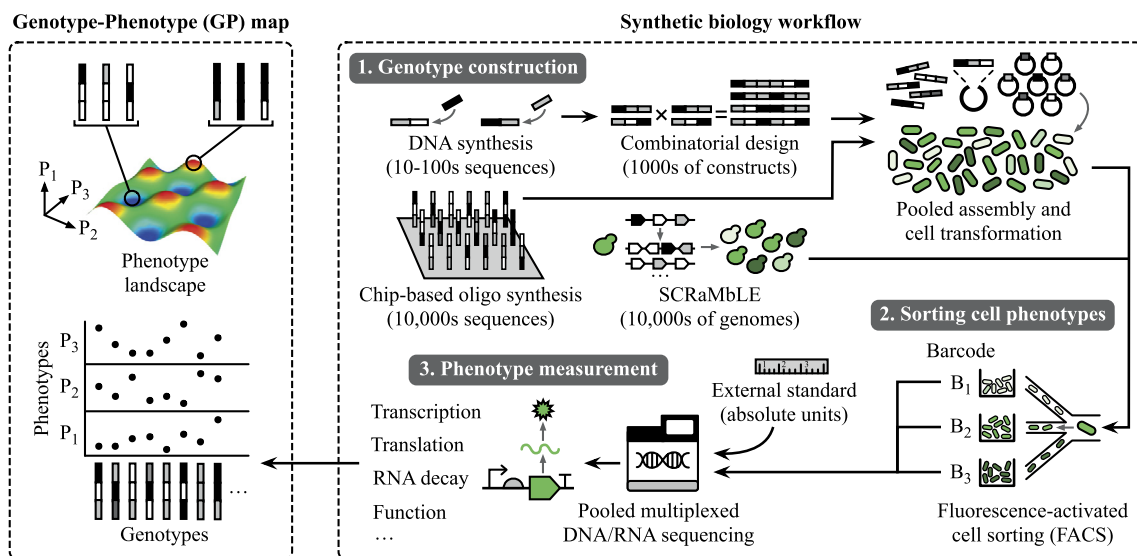 Genotype-Phenotype (GP) map
P1
P3
P2
Phenotype
landscape
Phenotypes
P3
P2
P1
...
Genotypes
Synthetic biology workflow
1. Genotype construction
DNA synthesis
(10-100s sequences)
×
=
Combinatorial design
(1000s of constructs)
Pooled assembly and
cell transformation
Chip-based oligo synthesis
(10,000s sequences)
...
SCRaMbLE
(10,000s of genomes)
2. Sorting cell phenotypes
Barcode
B1
B2
B3
Fluorescence-activated
cell sorting (FACS)
3. Phenotype measurement
1 2 3
External standard
(absolute units)
Transcription
Translation
RNA decay
Function
...
Pooled multiplexed
DNA/RNA sequencing